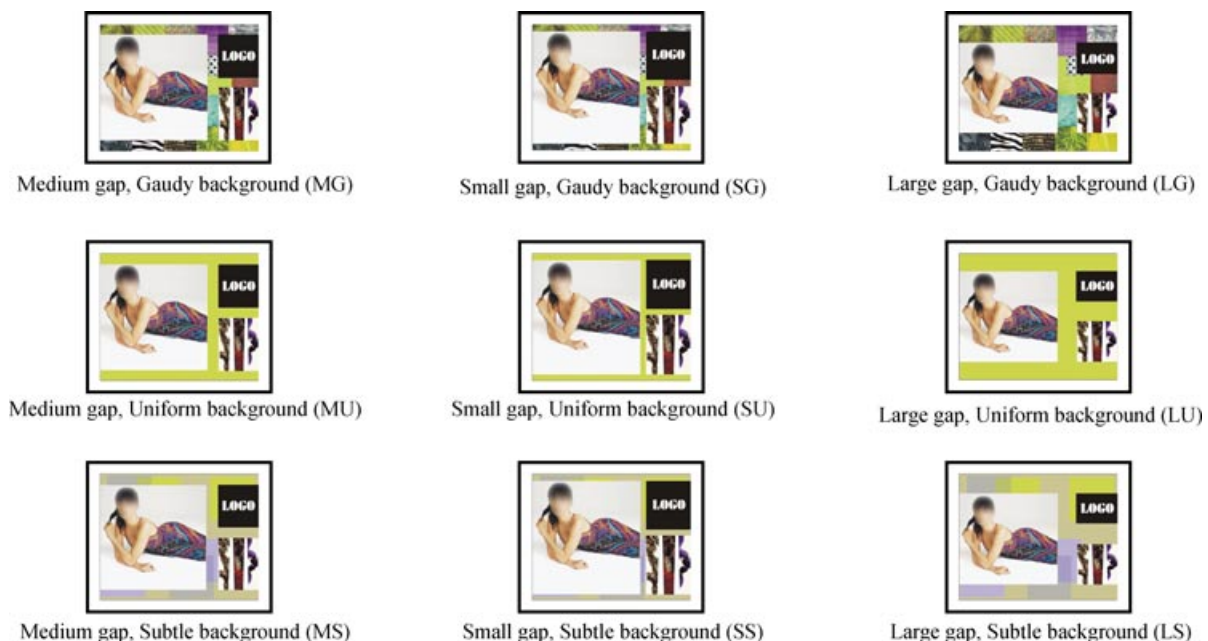 LOGO
LOGO
LOGO
Medium gap, Gaudy background (MG)
Small gap, Gaudy background (SG)
Large gap, Gaudy background (LG)
LOGO
LOGO
LOGO
Medium gap, Uniform background (MU)
Small gap, Uniform background (SU)
Large gap, Uniform background (LU)
LOGO
LOGO
LOGO
Medium gap, Subtle background (MS)
Small gap, Subtle background (SS)
Large gap, Subtle background (LS)